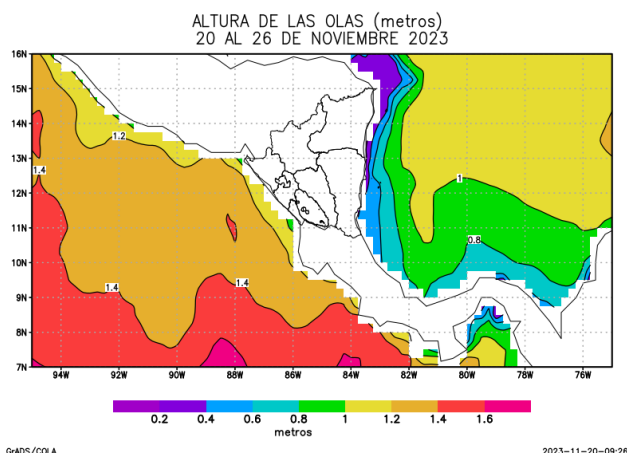 ALTURA DE LAS OLAS (metros)
20 AL 26 DE NOVIEMBRE 2023
16N
15N
14N
13N
12N
11N
10N
9N
8N
7N
1.2
1.4
1.4
1.4
1.4
1
0.8
94W 92W 90W 88W 86W 84W 82W 80W 78W 76W
0.2 0.4 0.6 0.8 1 1.2 1.4 1.6
metros
GrADS/COLA 2023-11-20-09:26